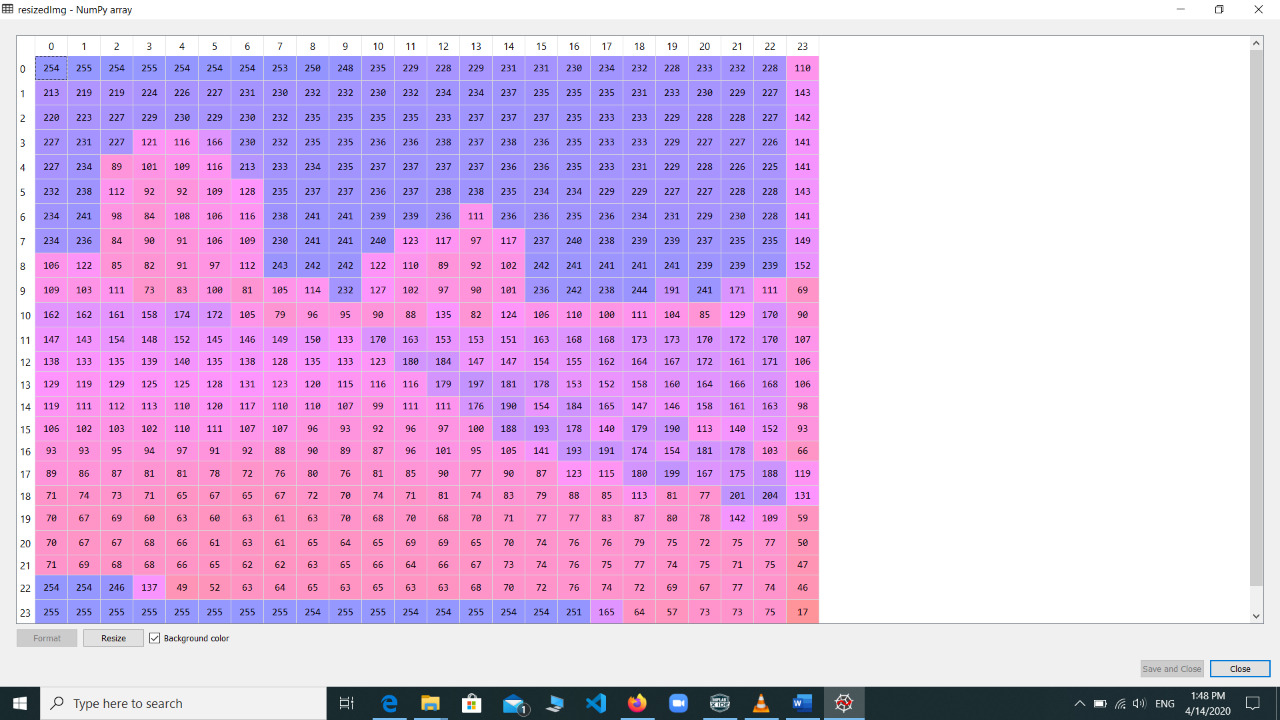 resizedImg - NumPy array
0 1 2 3 4 5 6 7 8 9 10 11 12 13 14 15 16 17 18 19 20 21 22 23
0 254 255 254 255 254 254 254 253 250 248 235 229 228 229 231 231 230 234 232 228 233 232 228 110
1 213 219 219 224 226 227 231 230 232 232 230 232 234 234 237 235 235 235 231 233 230 229 227 143
2 220 223 227 229 230 229 230 232 235 235 235 235 233 237 237 237 235 233 233 229 228 228 227 142
3 227 231 227 121 116 166 230 232 235 235 236 236 238 237 238 236 235 233 233 229 227 227 226 141
4 227 234 89 101 109 116 213 233 234 235 237 237 237 237 236 236 235 233 231 229 228 226 225 141
5 232 238 112 92 92 109 128 235 237 237 236 237 238 238 235 234 234 229 229 227 227 228 228 143
6 234 241 98 84 108 106 116 238 241 241 239 239 236 111 236 236 235 236 234 231 229 230 228 141
7 234 236 84 90 91 106 109 230 241 241 240 123 117 97 117 237 240 238 239 239 237 235 235 149
8 106 122 85 82 91 97 112 243 242 242 122 110 89 92 102 242 241 241 241 241 239 239 239 152
9 109 103 111 73 83 100 81 105 114 232 127 102 97 90 101 236 242 238 244 191 241 171 111 69
10 162 162 161 158 174 172 105 79 96 95 90 88 135 82 124 106 110 100 111 104 85 129 170 90
11 147 143 154 148 152 145 146 149 150 133 170 163 153 153 151 163 168 168 173 173 170 172 170 107
12 138 133 135 139 140 135 138 128 135 133 123 180 184 147 147 154 155 162 164 167 172 161 171 106
13 129 119 129 125 125 128 131 123 120 115 116 116 179 197 181 178 153 152 158 160 164 166 168 106
14 119 111 112 113 110 120 117 110 110 107 99 111 111 176 190 154 184 165 147 146 158 161 163 98
15 106 102 103 102 110 111 107 107 96 93 92 96 97 100 188 193 178 140 179 190 113 140 152 93
16 93 93 95 94 97 91 92 88 90 89 87 96 101 95 105 141 193 191 174 154 181 178 103 66
17 89 86 87 81 81 78 72 76 80 76 81 85 90 77 90 87 123 115 180 199 167 175 188 119
18 71 74 73 71 65 67 65 67 72 70 74 71 81 74 83 79 88 85 113 81 77 201 204 131
19 70 67 69 60 63 60 63 61 63 70 68 70 68 70 71 77 77 83 87 80 78 142 109 59
20 70 67 67 68 66 61 63 61 65 64 65 69 69 65 70 74 76 76 79 75 72 75 77 50
21 71 69 68 68 66 65 62 62 63 65 66 64 66 67 73 74 76 75 77 74 75 71 75 47
22 254 254 246 137 49 52 63 64 65 63 65 63 63 68 70 72 76 74 72 69 67 77 74 46
23 255 255 255 255 255 255 255 255 254 255 255 254 254 255 254 254 251 165 64 57 73 73 75 17
Format Resize Background color
Save and Close Close
Type here to search
1
ENG
1:48 PM
4/14/2020